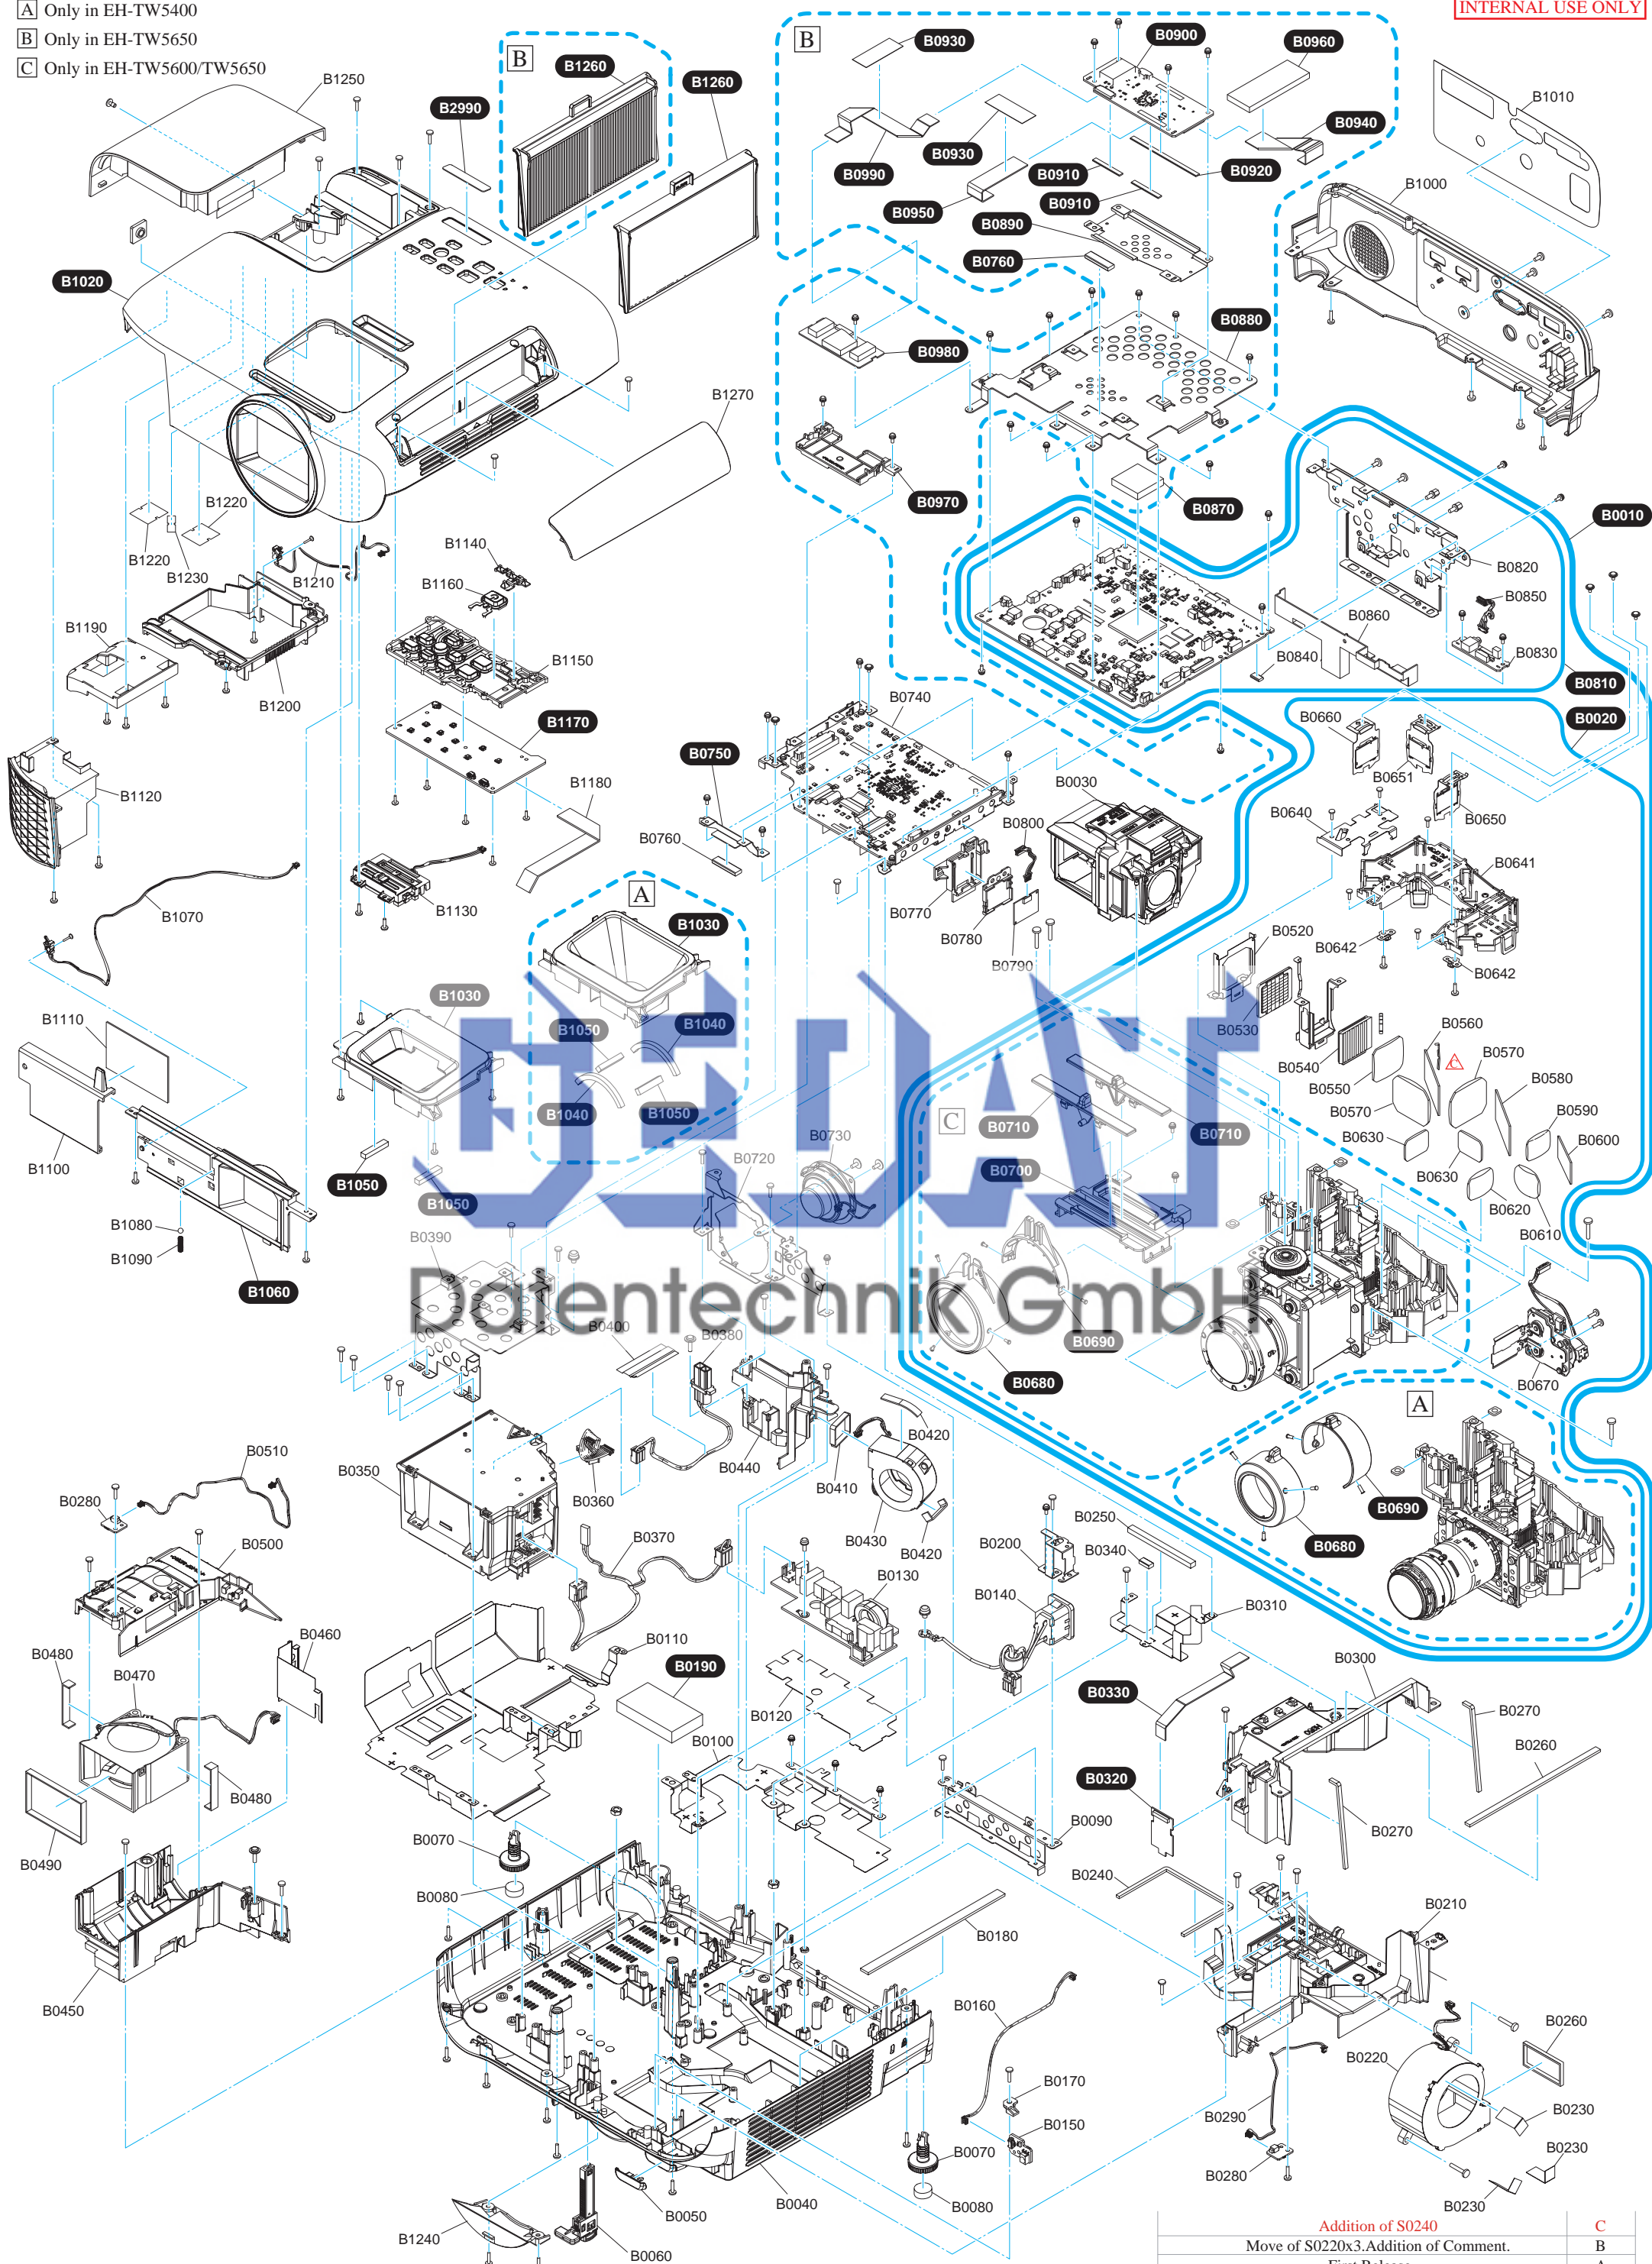 A Only in EH-TW5400
INTERNAL USE ONLY
B Only in EH-TW5650
C Only in EH-TW5600/TW5650
B
B
B0930
B0900
B0960
B1250
B1260
B1260
B2990
B1010
B0930
B0940
B0990
B0910
B0920
B1000
B0950
B0910
B0890
B0760
B1020
B0880
B0980
B1270
B0970
B0870
B0010
B1220
B1220
B1230
B1210
B1140
B1160
B0820
B0850
B0860
B1190
B0840
B0830
B1150
B1200
B0810
B0740
B0660
B0020
B1170
B0750
B0651
B1120
B1180
B0030
B0650
B0760
B0800
B0640
B0641
B1070
B1130
A
B0770
B1030
B0780
B0520
B0642
B0790
B0642
B1030
B1050
B1040
B0530
B0560
C
B0570
B1110
B0540
B0550
B0580
B0570
B1040
B1050
C
B0710
B0710
B0590
B0630
B0600
B0730
B0720
B1100
B0700
B0630
B1050
B1050
B0620
B0610
B1080
B0390
B1090
B1060
SEDAT
Datentechnik GmbH
B0400
B0380
B0690
B0680
B0670
A
B0510
B0420
B0350
B0440
B0280
B0360
B0410
B0690
B0500
B0430
B0420
B0250
B0680
B0370
B0200
B0340
B0130
B0140
B0310
B0460
B0110
B0480
B0470
B0190
B0300
B0330
B0270
B0120
B0260
B0100
B0480
B0320
B0490
B0070
B0090
B0270
B0080
B0240
B0210
B0180
B0450
B0160
B0260
B0220
B0170
B0290
B0230
B0150
B0070
B0280
B0230
B0040
B0080
B0050
B0230
B1240
B0060
Addition of S0240 C
Move of S0220x3.Addition of Comment. B
First Release A